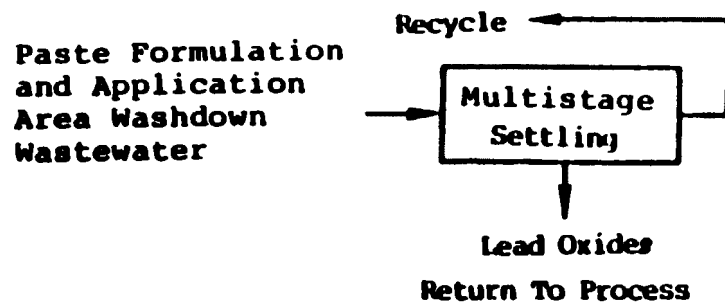 Recycle
Paste Formulation
and Application
Area Washdown
Wastewater
Multistage
Settling
Lead Oxides
Return To Process